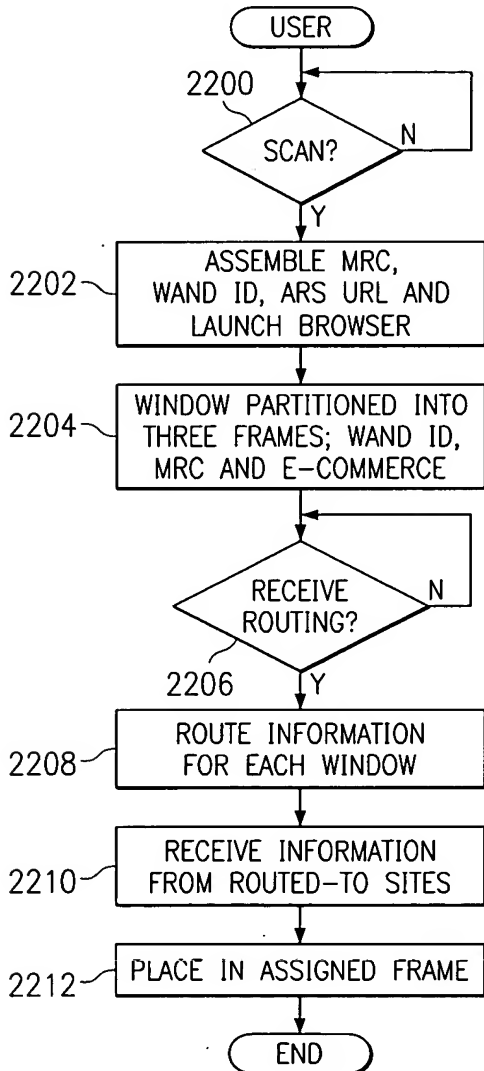 USER
2200
SCAN?
N
Y
2202
ASSEMBLE MRC,
WAND ID, ARS URL AND
LAUNCH BROWSER
2204
WINDOW PARTITIONED INTO
THREE FRAMES; WAND ID,
MRC AND E-COMMERCE
RECEIVE
ROUTING?
N
2206
Y
2208
ROUTE INFORMATION
FOR EACH WINDOW
2210
RECEIVE INFORMATION
FROM ROUTED-TO SITES
2212
PLACE IN ASSIGNED FRAME
END